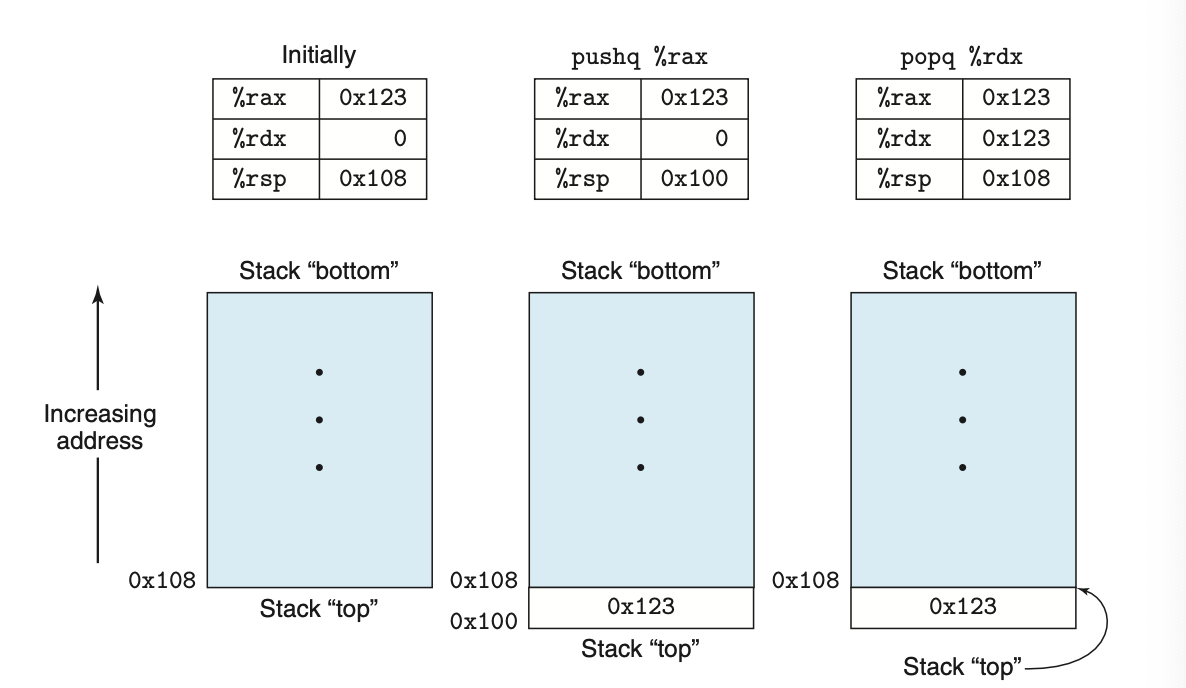 Initially
%rax 0x123
%rdx 0
%rsp 0x108
pushq %rax
%rax 0x123
%rdx 0
%rsp 0x100
popq %rdx
%rax 0x123
%rdx 0x123
%rsp 0x108
Increasing
address
Stack “bottom”
0x108
Stack “top”
Stack “bottom”
0x108
0x100
0x123
Stack “top”
Stack “bottom”
0x108
0x123
Stack “top”